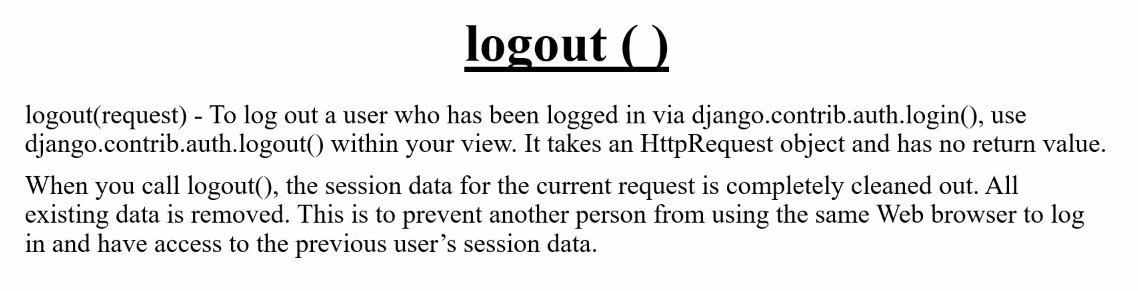 logout ( )
logout(request) - To log out a user who has been logged in via django.contrib.auth.login(), use
django.contrib.auth.logout() within your view. It takes an HttpRequest object and has no return value.
When you call logout(), the session data for the current request is completely cleaned out. All
existing data is removed. This is to prevent another person from using the same Web browser to log
in and have access to the previous user’s session data.